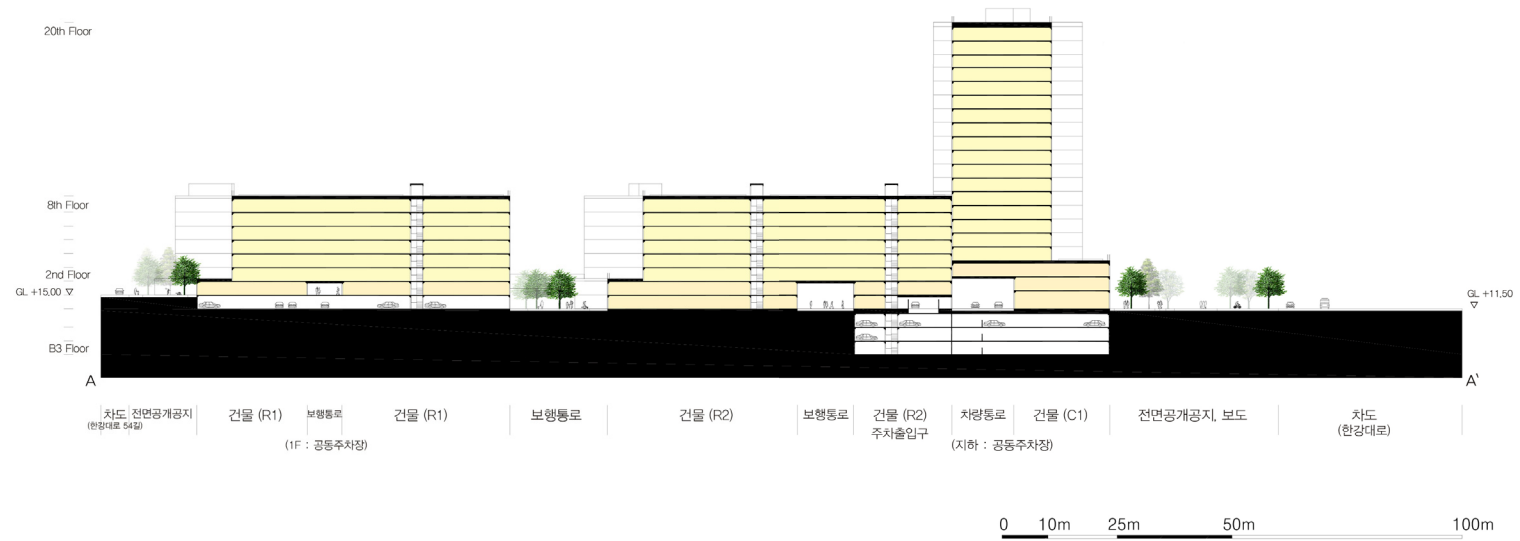 20th Floor
8th Floor
2nd Floor
GL +15.00 ▽
GL +11.50
▽
B3 Floor
A
A‵
차도
전면공개공지
건물 (R1)
보행통로
건물 (R1)
보행통로
건물 (R2)
보행통로
건물 (R2)
차량통로
건물 (C1)
전면공개공지, 보도
차도
(한강대로 54길)
주차출입구
(한강대로)
(1F : 공동주차장)
(지하 : 공동주차장)
0
10m
25m
50m
100m